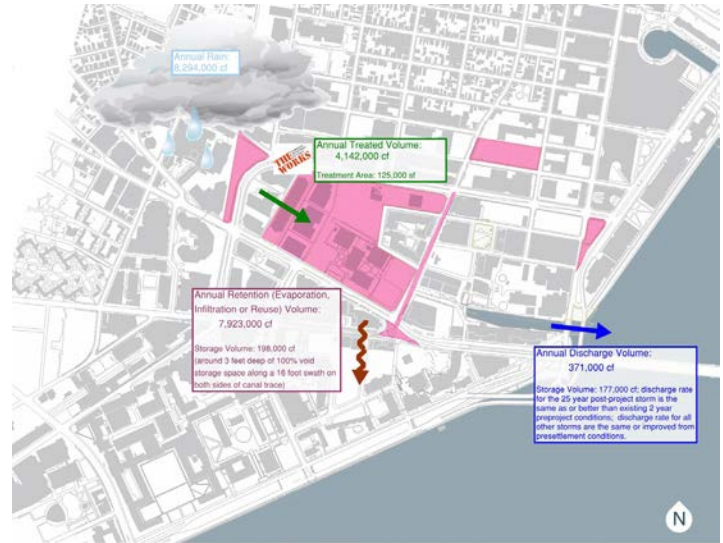 Annual Rain:
8,294,000 cf
THE
WORKS
Annual Treated Volume:
4,142,000 cf
Treatment Area: 125,000 sf
Annual Retention (Evaporation,
Infiltration or Reuse) Volume:
7,923,000 cf
Storage Volume: 198,000 cf
(around 3 feet deep of 100% void
storage space along a 16 foot swath on
both sides of canal trace)
Annual Discharge Volume:
371,000 cf
Storage Volume: 177,000 cf; discharge rate
for the 25 year post-project storm is the
same as or better than existing 2 year
preproject conditions; discharge rate for all
other storms are the same or improved from
presettlement conditions.
N